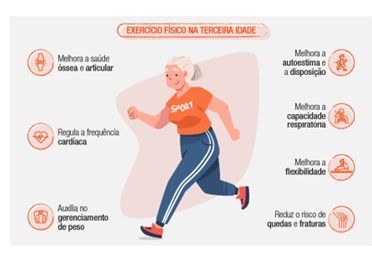 EXERCÍCIO FÍSICO NA TERCEIRA IDADE
Melhora a saúde
óssea e articular
Regula a frequência
cardíaca
Auxilia no
gerenciamento
de peso
SPORT
Melhora a
autoestima e
a disposição
Melhora a
capacidade
respiratória
Melhora a
flexibilidade
Reduz o risco de
quedas e fraturas